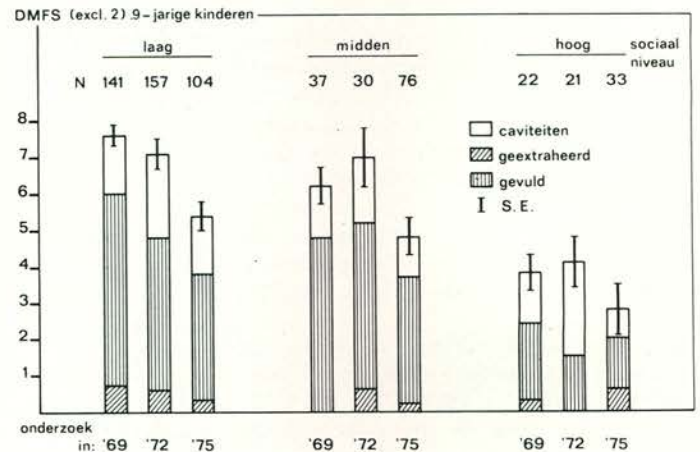 DMFS (excl. 2) 9-jarige kinderen
laag midden hoog sociaal niveau
N 141 157 104 37 30 76 22 21 33
caviteiten
geextraheerd
gevuld
S.E.
8
7
6
5
4
3
2
1
onderzoek
in: '69 '72 '75 '69 '72 '75 '69 '72 '75